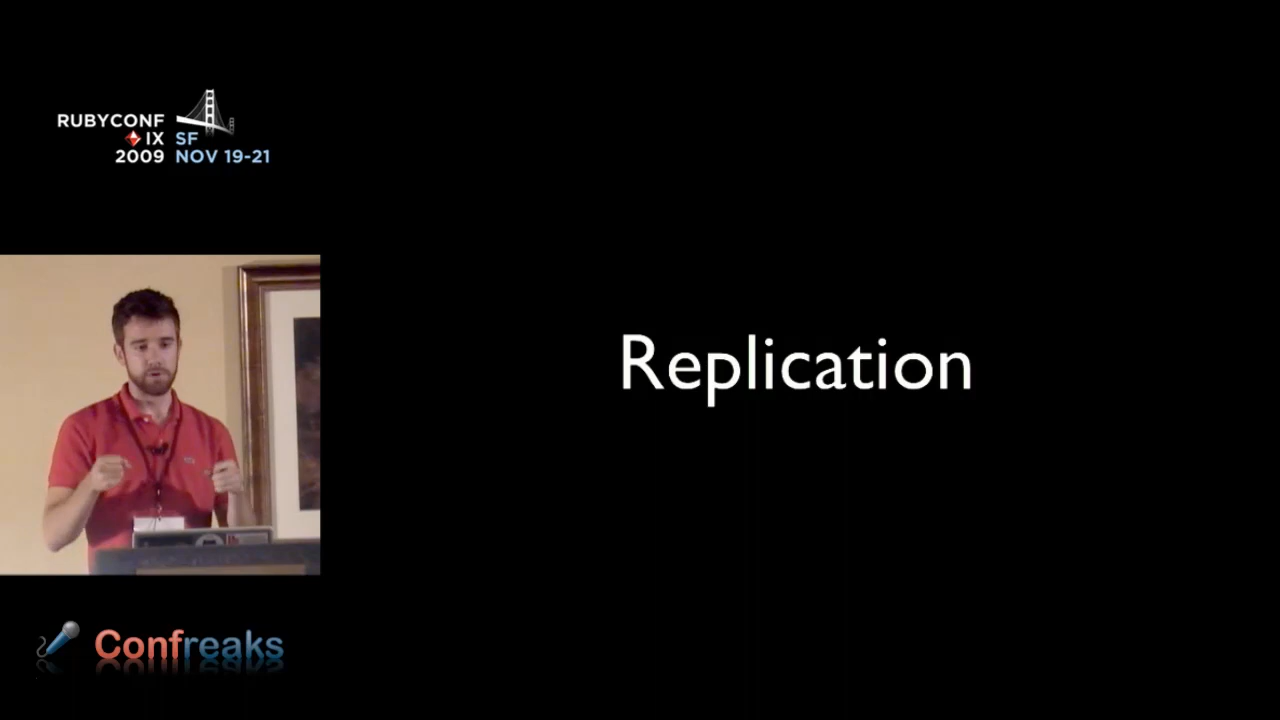 RUBYCONF
IX SF
2009 NOV 19-21
Replication
Confreaks